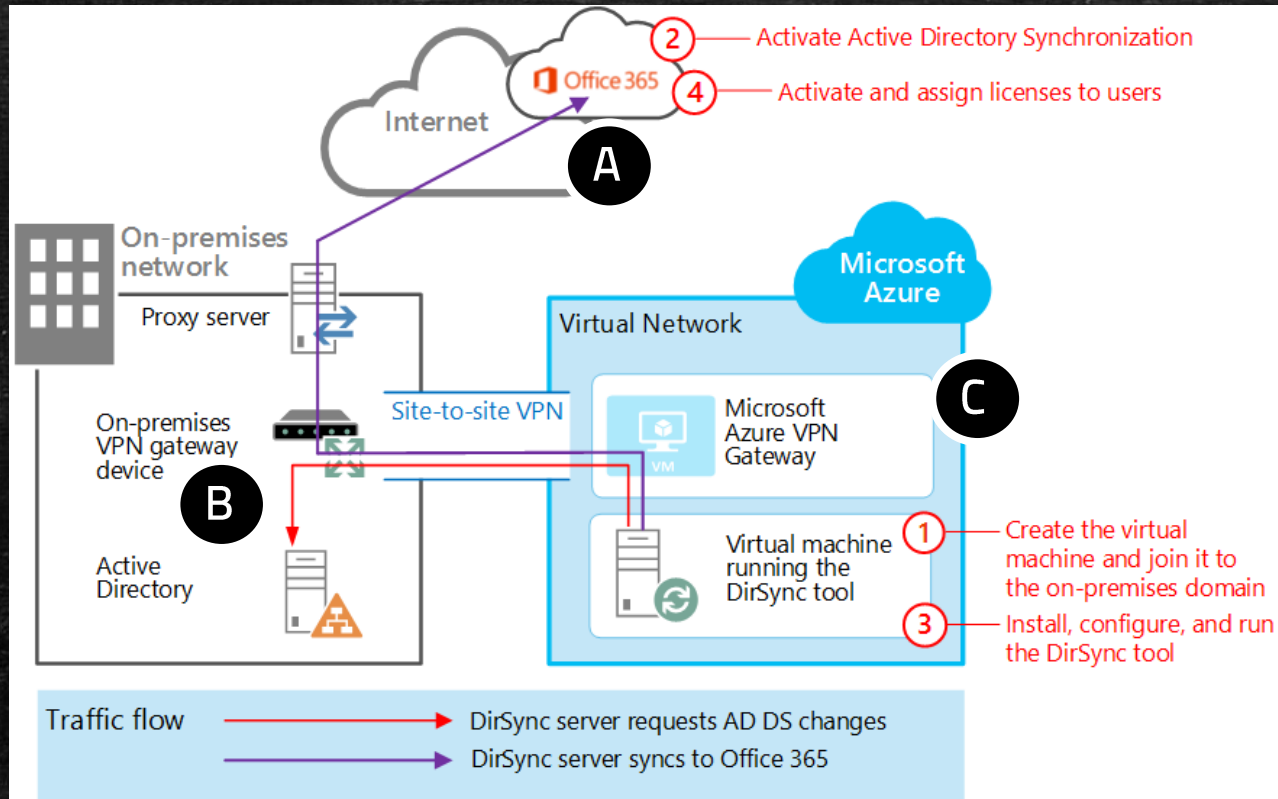 2
Activate Active Directory Synchronization
Office 365
4
Activate and assign licenses to users
Internet
A
On-premises
network
Proxy server
Microsoft
Azure
Virtual Network
Site-to-site VPN
On-premises
VPN gateway
device
VM
Microsoft
Azure VPN
Gateway
C
B
Active
Directory
Virtual machine
running the
DirSync tool
1
Create the virtual
machine and join it to
the on-premises domain
3
Install, configure, and run
the DirSync tool
Traffic flow
DirSync server requests AD DS changes
DirSync server syncs to Office 365